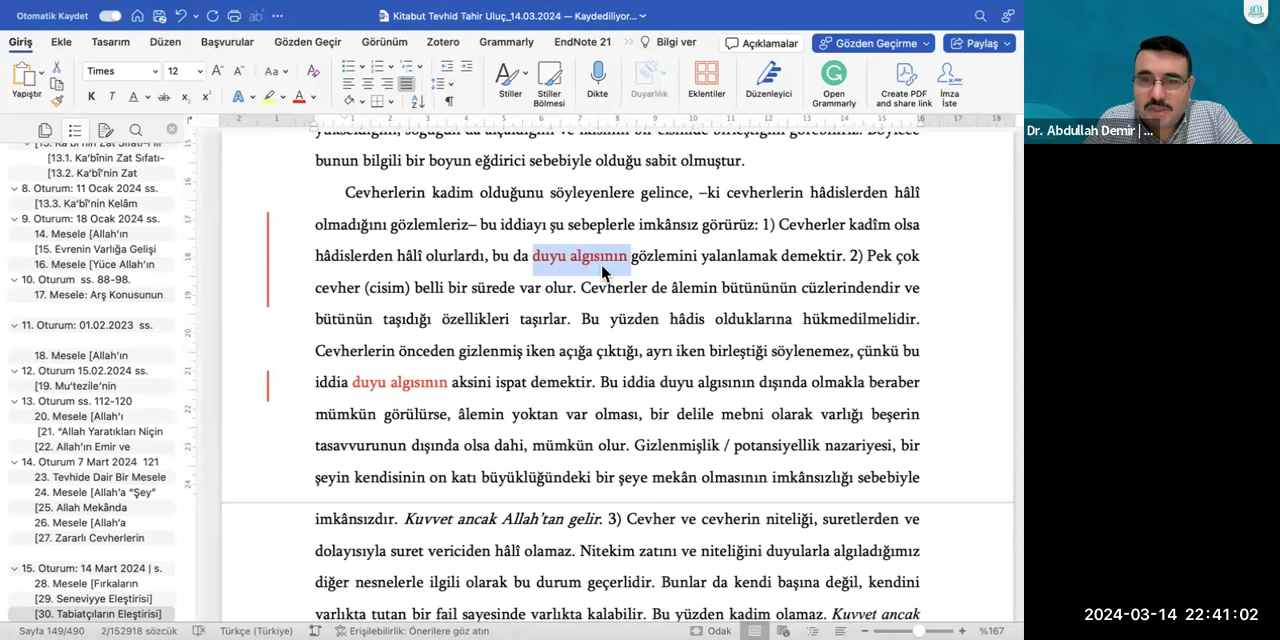 Otomatik Kaydet
Kitabut Tevhid Tahir Uluç_14.03.2024 — Kaydediliyor...
Giriş Ekle Tasarım Düzen Başvurular Gözden Geçir Görünüm Zotero Grammarly EndNote 21 Bilgi ver Açıklamalar Gözden Geçirme Paylaş
Times 12
Yapıştır
Stiller
Stiller Bölmesi
Dikte
Duyarlılık
Eklentiler
Düzenleyici
Open Grammarly
Create PDF and share link
İmza İste
Dr. Abdullah Demir | ...
[13.1. Ka‘bînin Sıfatı-
[13.2. Ka‘bînin Zat
8. Oturum: 11 Ocak 2024 ss.
[13.3. Ka‘bî’nin Kelâm
9. Oturum: 18 Ocak 2024 ss.
14. Mesele [Allah’ın
[15. Evrenin Varlığa Gelişi
16. Mesele [Yüce Allah’ın
10. Oturum ss. 88-98.
17. Mesele: Arş Konusunun
11. Oturum: 01.02.2023 ss.
18. Mesele [Allah’ın
12. Oturum 15.02.2024 ss.
[19. Mu‘tezile’nin
13. Oturum ss. 112-120
20. Mesele [Allah’ı
[21. “Allah Yaratıkları Niçin
[22. Allah’ın Emir ve
14. Oturum 7 Mart 2024 121
23. Tevhide Dair Bir Mesele
24. Mesele [Allah’a “Şey”
[25. Allah Mekânda
26. Mesele [Allah’a
[27. Zararlı Cevherlerin
15. Oturum: 14 Mart 2024 | s.
28. Mesele [Fırkaların
[29. Seneviyye Eleştirisi]
[30. Tabiatçıların Eleştirisi]
bunun bilgili bir boyun eğdirici sebebiyle olduğu sabit olmuştur.
Cevherlerin kadim olduğunu söyleyenlere gelince, –ki cevherlerin hâdislerden hâlî
olmadığını gözlemleriz– bu iddiayı şu sebeplerle imkânsız görürüz: 1) Cevherler kadîm olsa
hâdislerden hâlî olurlardı, bu da duyu algısının gözlemini yalanlamak demektir. 2) Pek çok
cevher (cisim) belli bir sürede var olur. Cevherler de âlemin bütününün cüzlerindendir ve
bütünün taşıdığı özellikleri taşırlar. Bu yüzden hâdis olduklarına hükmedilmelidir.
Cevherlerin önceden gizlenmiş iken açığa çıktığı, ayrı iken birleştiği söylenemez, çünkü bu
iddia duyu algısının aksini ispat demektir. Bu iddia duyu algısının dışında olmakla beraber
mümkün görülürse, âlemin yoktan var olması, bir delile mebni olarak varlığı beşerin
tasavvurunun dışında olsa dahi, mümkün olur. Gizlenmişlik / potansiyellik nazariyesi, bir
şeyin kendisinin on katı büyüklüğündeki bir şeye mekân olmasının imkânsızlığı sebebiyle
imkânsızdır. Kuvvet ancak Allah’tan gelir. 3) Cevher ve cevherin niteliği, suretlerden ve
dolayısıyla suret vericiden hâlî olamaz. Nitekim zatını ve niteliğini duyularla algıladığımız
diğer nesnelerle ilgili olarak bu durum geçerlidir. Bunlar da kendi başına değil, kendini
varlıkta tutan bir fail sayesinde varlıkta kalabilir. Bu yüzden kadim olamaz. Kuvvet ancak
Sayfa 149/490 2/152918 sözcük Türkçe (Türkiye) Erişilebilirlik: Önerilere göz atın Odak %167
2024-03-14 22:41:02